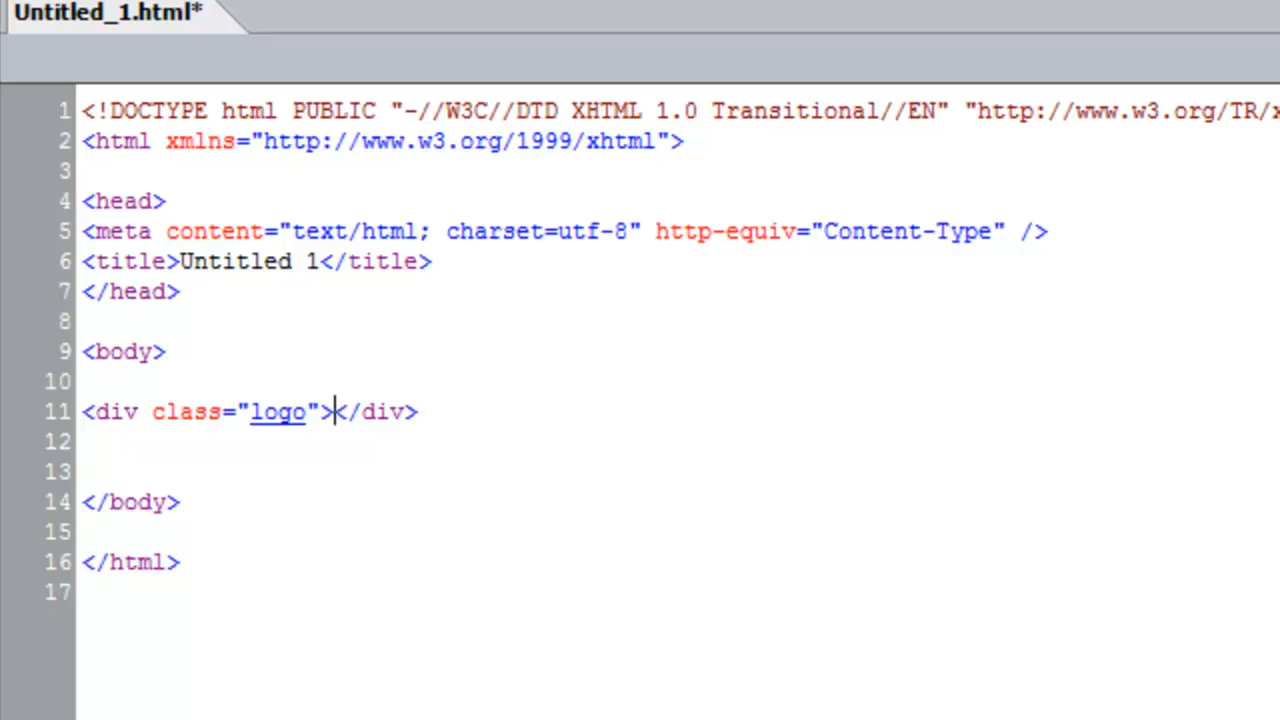 Untitled_1.html*
1 <!DOCTYPE html PUBLIC "-//W3C//DTD XHTML 1.0 Transitional//EN" "http://www.w3.org/TR/x
2 <html xmlns="http://www.w3.org/1999/xhtml">
3
4 <head>
5 <meta content="text/html; charset=utf-8" http-equiv="Content-Type" />
6 <title>Untitled 1</title>
7 </head>
8
9 <body>
10
11 <div class="logo"></div>
12
13
14 </body>
15
16 </html>
17